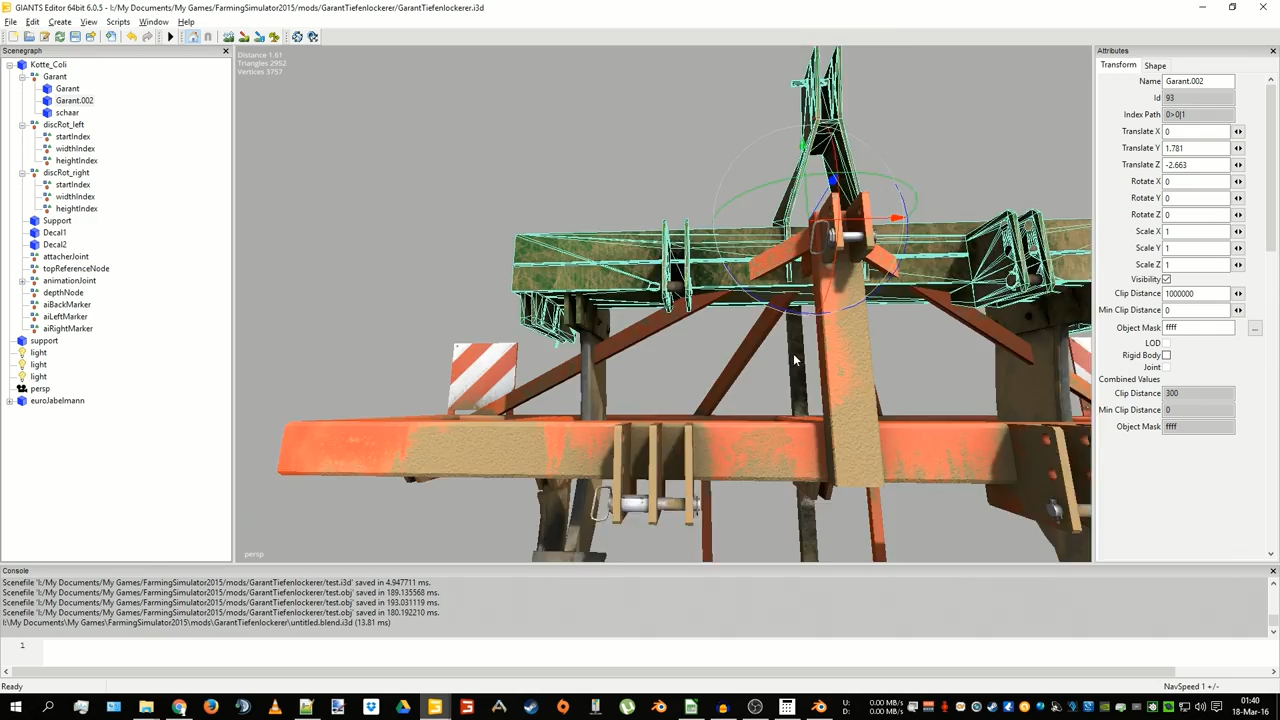 GIANTS Editor 64bit 6.0.5 - I:/My Documents/My Games/FarmingSimulator2015/mods/GarantTiefenlockerer/GarantTiefenlockerer.i3d
File Edit Create View Scripts Window Help
Scenegraph
Kotte_Coli
Garant
Garant
Garant.002
schaar
discRot_left
startIndex
widthIndex
heightIndex
discRot_right
startIndex
widthIndex
heightIndex
Support
Decal1
Decal2
attacherJoint
topReferenceNode
animationJoint
depthNode
aiBackMarker
aiLeftMarker
aiRightMarker
support
light
light
light
persp
euroJabelmann
Distance 1.61
Triangles 2952
Vertices 3757
persp
Attributes
Transform Shape
Name Garant.002
Id 93
Index Path 0>0|1
Translate X 0
Translate Y 1.781
Translate Z -2.663
Rotate X 0
Rotate Y 0
Rotate Z 0
Scale X 1
Scale Y 1
Scale Z 1
Visibility
Clip Distance 1000000
Min Clip Distance 0
Object Mask ffff ...
LOD
Rigid Body
Joint
Combined Values
Clip Distance 300
Min Clip Distance 0
Object Mask ffff
Console
Scenefile 'I:/My Documents/My Games/FarmingSimulator2015/mods/GarantTiefenlockerer/test.i3d' saved in 4.947711 ms.
Scenefile 'I:/My Documents/My Games/FarmingSimulator2015/mods/GarantTiefenlockerer/test.obj' saved in 189.135568 ms.
Scenefile 'I:/My Documents/My Games/FarmingSimulator2015/mods/GarantTiefenlockerer/test.obj' saved in 193.031119 ms.
Scenefile 'I:/My Documents/My Games/FarmingSimulator2015/mods/GarantTiefenlockerer/test.obj' saved in 180.192210 ms.
I:\My Documents\My Games\FarmingSimulator2015\mods\GarantTiefenlockerer\untitled.blend.i3d (13.81 ms)
1
Ready
NavSpeed 1 +/-
U: 0.00 MB/s
D: 0.00 MB/s
01:40
18-Mar-16